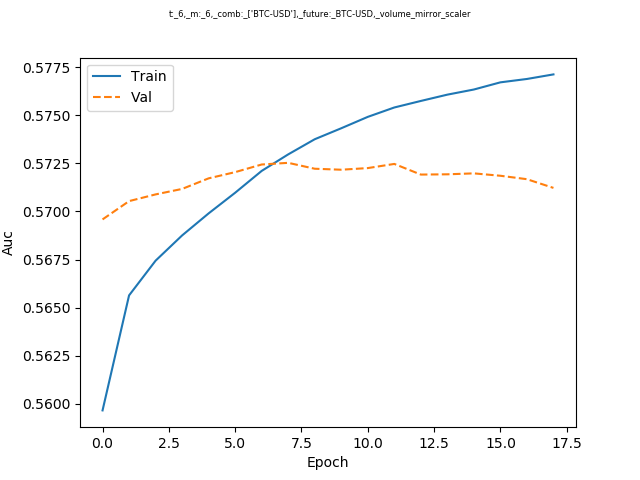 t:_6,_m:_6,_comb:_['BTC-USD'],_future:_BTC-USD,_volume_mirror_scaler
Train
Val
0.5775
0.5750
0.5725
0.5700
0.5675
0.5650
0.5625
0.5600
Auc
0.0 2.5 5.0 7.5 10.0 12.5 15.0 17.5
Epoch